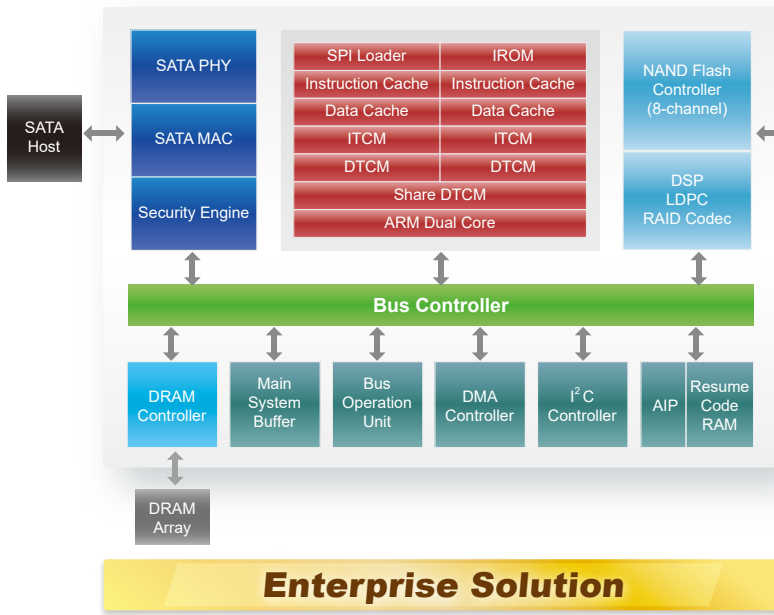 SATA
Host
SATA PHY
SATA MAC
Security Engine
SPI Loader
IROM
Instruction Cache
Instruction Cache
Data Cache
Data Cache
ITCM
ITCM
DTCM
DTCM
Share DTCM
ARM Dual Core
NAND Flash
Controller
(8-channel)
DSP
LDPC
RAID Codec
Bus Controller
DRAM
Controller
Main
System
Buffer
Bus
Operation
Unit
DMA
Controller
I²C
Controller
AIP
Resume
Code
RAM
DRAM
Array
Enterprise Solution